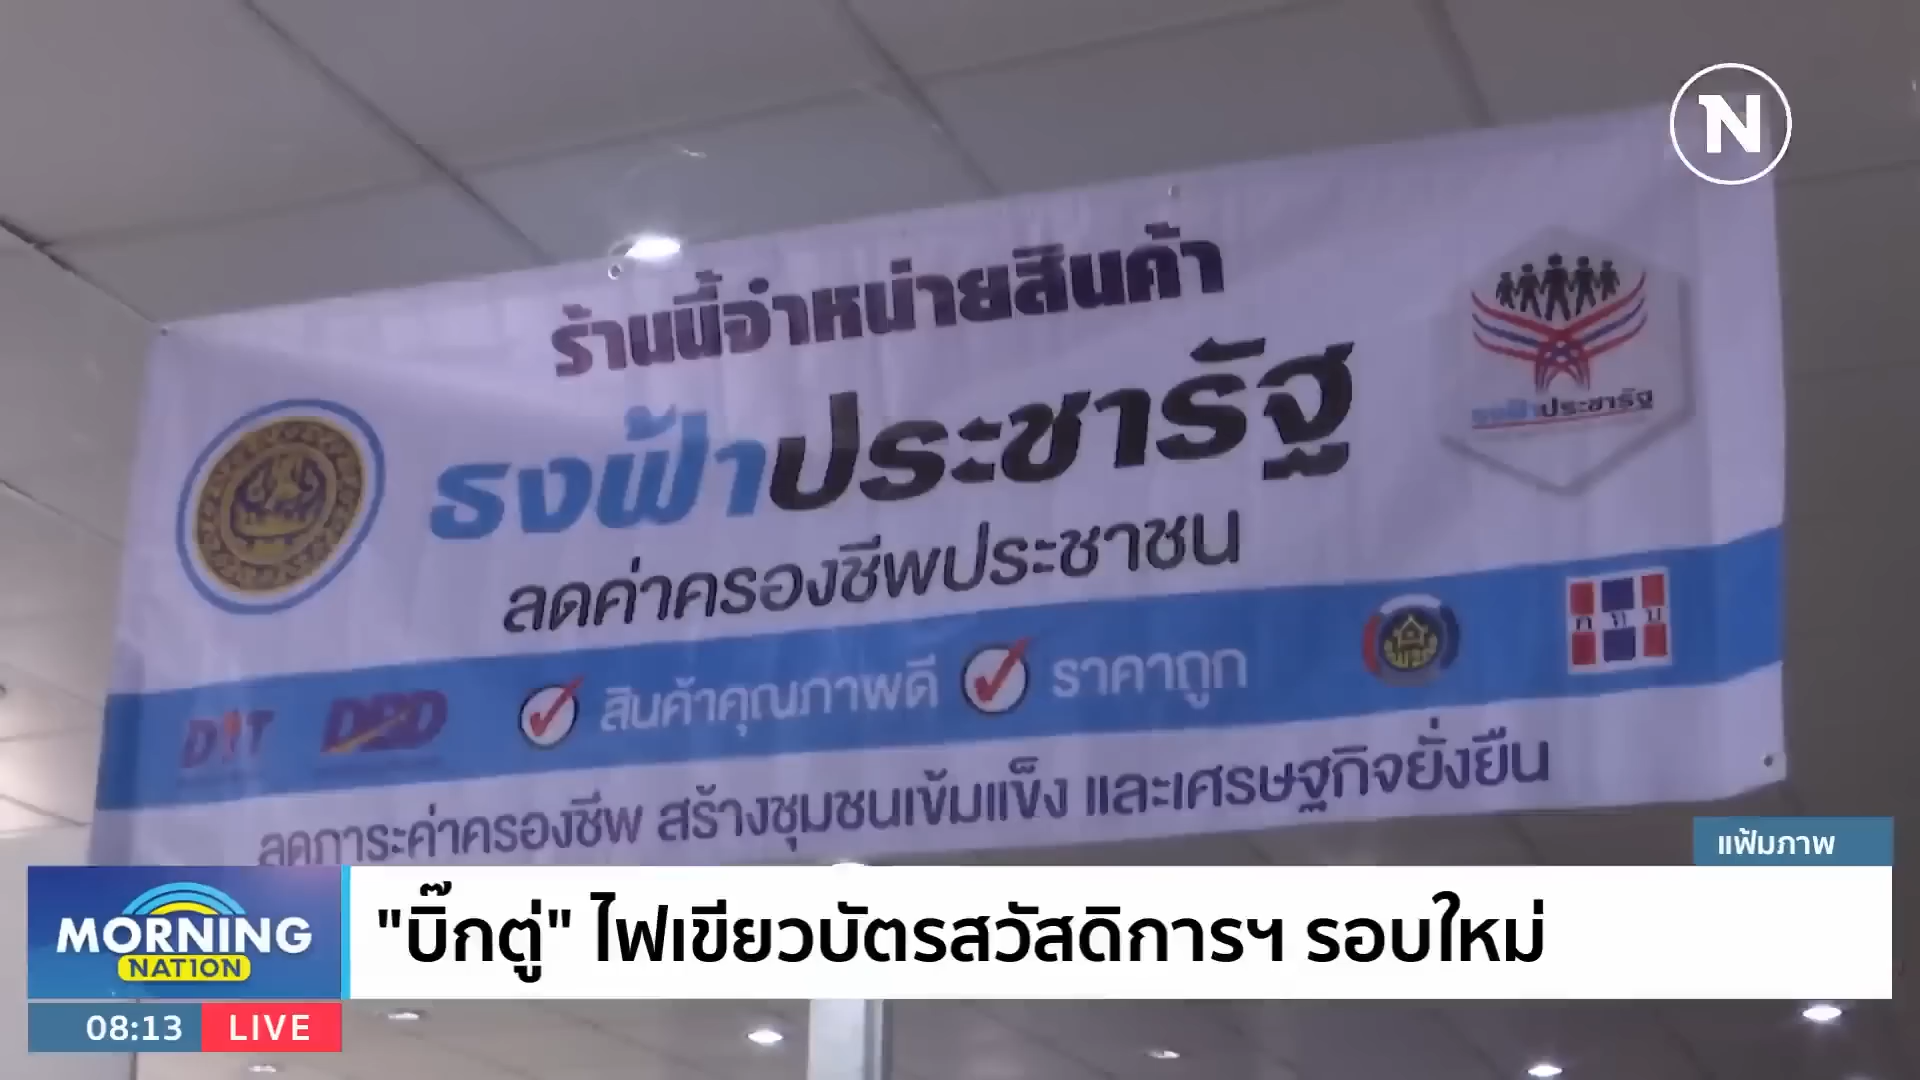 N
ร้านนี้จำหน่ายสินค้า
ธงฟ้าประชารัฐ
ธงฟ้าประชารัฐ
ลดค่าครองชีพประชาชน
DIT DBD สินค้าคุณภาพดี ราคาถูก กทบ
ลดภาระค่าครองชีพ สร้างชุมชนเข้มแข็ง และเศรษฐกิจยั่งยืน
แฟ้มภาพ
MORNING
NATION
"บิ๊กตู่" ไฟเขียวบัตรสวัสดิการฯ รอบใหม่
08:13 LIVE